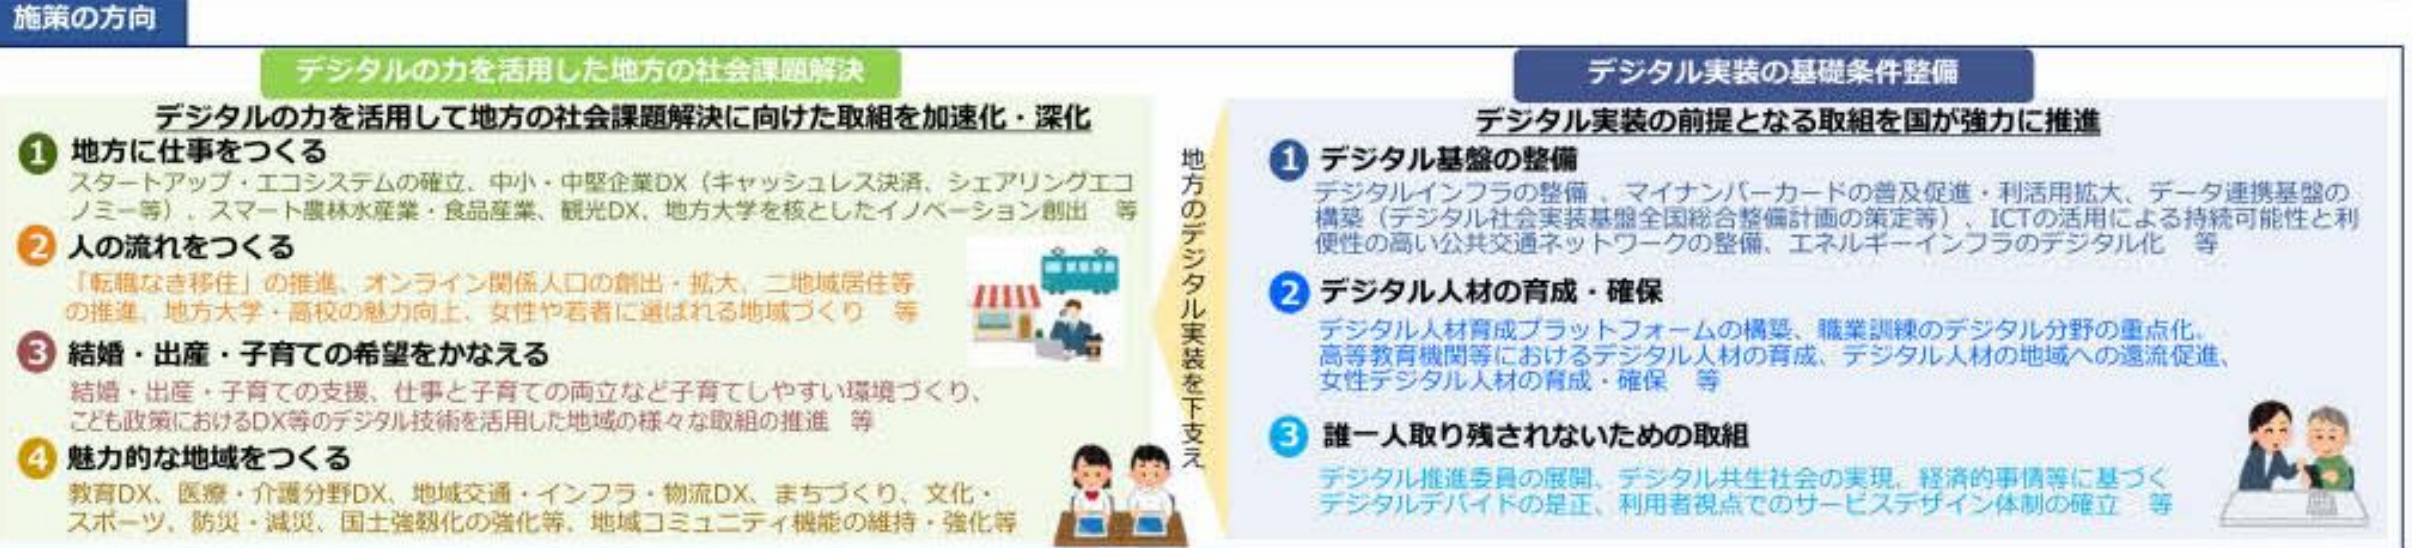 施策の方向
デジタルの力を活用した地方の社会課題解決
デジタルの力を活用して地方の社会課題解決に向けた取組を加速化・深化
1 地方に仕事をつくる
スタートアップ・エコシステムの確立、中小・中堅企業DX（キャッシュレス決済、シェアリングエコ
ノミー等）、スマート農林水産業・食品産業、観光DX、地方大学を核としたイノベーション創出　等
2 人の流れをつくる
「転職なき移住」の推進、オンライン関係人口の創出・拡大、二地域居住等
の推進、地方大学・高校の魅力向上、女性や若者に選ばれる地域づくり　等
3 結婚・出産・子育ての希望をかなえる
結婚・出産・子育ての支援、仕事と子育ての両立など子育てしやすい環境づくり、
こども政策におけるDX等のデジタル技術を活用した地域の様々な取組の推進　等
4 魅力的な地域をつくる
教育DX、医療・介護分野DX、地域交通・インフラ・物流DX、まちづくり、文化・
スポーツ、防災・減災、国土強靱化の強化等、地域コミュニティ機能の維持・強化等
地方のデジタル実装を下支え
デジタル実装の基礎条件整備
デジタル実装の前提となる取組を国が強力に推進
1 デジタル基盤の整備
デジタルインフラの整備 、マイナンバーカードの普及促進・利活用拡大、データ連携基盤の
構築（デジタル社会実装基盤全国総合整備計画の策定等）、ICTの活用による持続可能性と利
便性の高い公共交通ネットワークの整備、エネルギーインフラのデジタル化　等
2 デジタル人材の育成・確保
デジタル人材育成プラットフォームの構築、職業訓練のデジタル分野の重点化、
高等教育機関等におけるデジタル人材の育成、デジタル人材の地域への還流促進、
女性デジタル人材の育成・確保　等
3 誰一人取り残されないための取組
デジタル推進委員の展開、デジタル共生社会の実現、経済的事情等に基づく
デジタルデバイドの是正、利用者視点でのサービスデザイン体制の確立　等